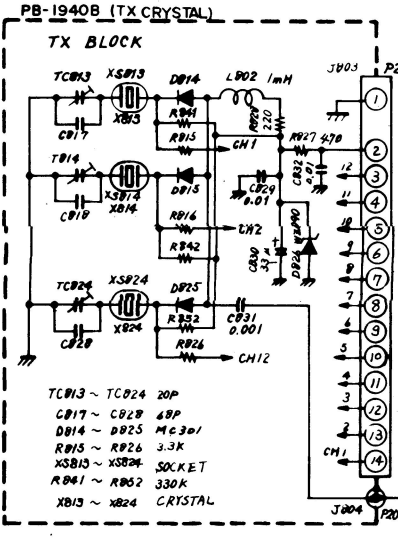 PB-1940B (TX CRYSTAL)
TX BLOCK
TC813
XS813
D814
L802 1mH
J803
P2
R841
R828
220
C817
X813
R815
CH1
R827 470
1
2
T814
XS814
D815
C829
0.01
C832
0.01
12
3
C818
X814
11
4
R816
CH2
10
5
R842
C830
33μ
D826
WZ090
9
6
8
7
TC824
XS824
D825
7
8
C828
X824
R852
C831
0.001
6
9
R826
CH12
5
10
4
11
TC813 ~ TC824 20P
3
12
C817 ~ C828 68P
D814 ~ D825 MC301
2
13
R815 ~ R826 3.3K
CH1
14
XS813 ~ XS824 SOCKET
R841 ~ R852 330K
X813 ~ X824 CRYSTAL
J804
P20